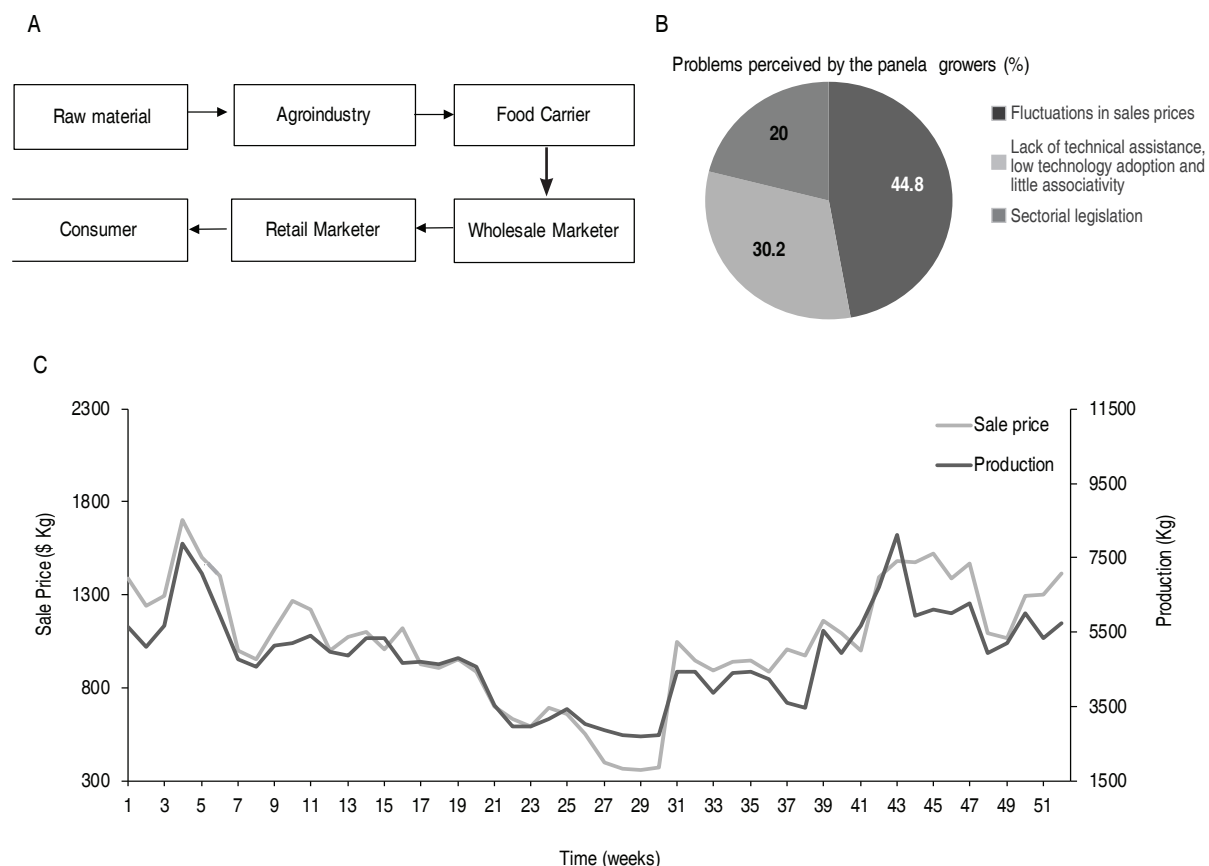 A
Raw material
Agroindustry
Food Carrier
Consumer
Retail Marketer
Wholesale Marketer
B
Problems perceived by the panela growers (%)
20
44.8
30.2
Fluctuations in sales prices
Lack of technical assistance,
low technology adoption and
little associativity
Sectorial legislation
C
2300
1800
1300
800
300
Sale Price ($ Kg)
Sale price
Production
11500
9500
7500
5500
3500
1500
Production (Kg)
1 3 5 7 9 11 13 15 17 19 21 23 25 27 29 31 33 35 37 39 41 43 45 47 49 51
Time (weeks)